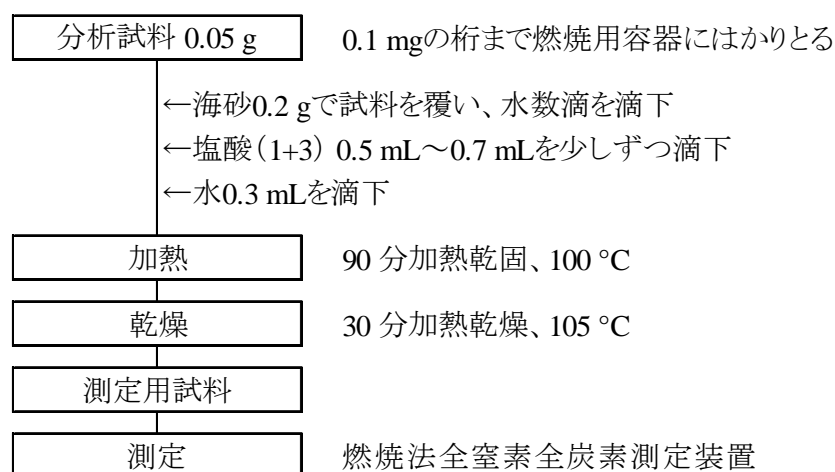 分析試料 0.05 g 0.1 mgの桁まで燃焼用容器にはかりとる
←海砂0.2 gで試料を覆い、水数滴を滴下
←塩酸(1+3) 0.5 mL～0.7 mLを少しずつ滴下
←水0.3 mLを滴下
加熱 90 分加熱乾固、100 °C
乾燥 30 分加熱乾燥、105 °C
測定用試料
測定 燃焼法全窒素全炭素測定装置